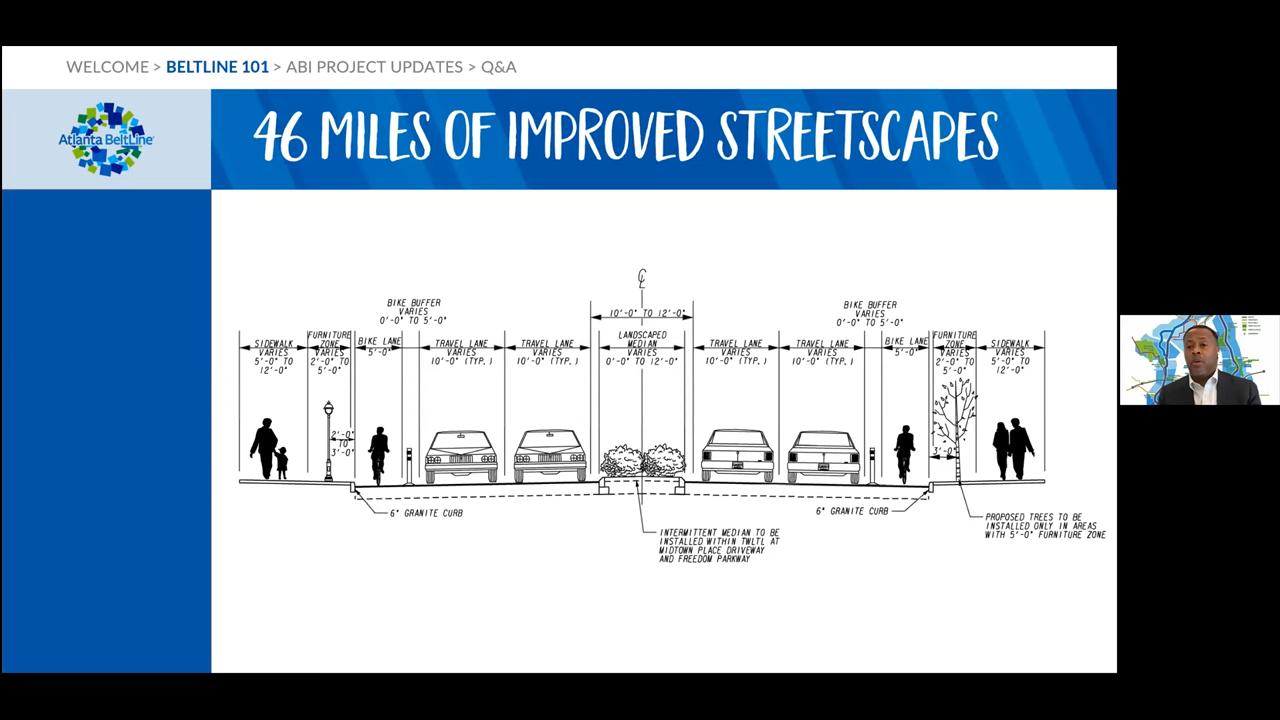 WELCOME > BELTLINE 101 > ABI PROJECT UPDATES > Q&A
Atlanta BeltLine
46 MILES OF IMPROVED STREETSCAPES
SIDEWALK
VARIES
5'-0" TO
12'-0"
FURNITURE
ZONE
VARIES
2'-0" TO
5'-0"
BIKE LANE
5'-0"
BIKE BUFFER
VARIES
0'-0" TO 5'-0"
TRAVEL LANE
VARIES
10'-0" (TYP.)
TRAVEL LANE
VARIES
10'-0" (TYP.)
℄
10'-0" TO 12'-0"
LANDSCAPED
MEDIAN
VARIES
0'-0" TO 12'-0"
TRAVEL LANE
VARIES
10'-0" (TYP.)
TRAVEL LANE
VARIES
10'-0" (TYP.)
BIKE BUFFER
VARIES
0'-0" TO 5'-0"
BIKE LANE
5'-0"
FURNITURE
ZONE
VARIES
2'-0" TO
5'-0"
SIDEWALK
VARIES
5'-0" TO
12'-0"
2'-0"
TO
3'-0"
3'-0"
6" GRANITE CURB
INTERMITTENT MEDIAN TO BE
INSTALLED WITHIN TWLTL AT
MIDTOWN PLACE DRIVEWAY
AND FREEDOM PARKWAY
6" GRANITE CURB
PROPOSED TREES TO BE
INSTALLED ONLY IN AREAS
WITH 5'-0" FURNITURE ZONE